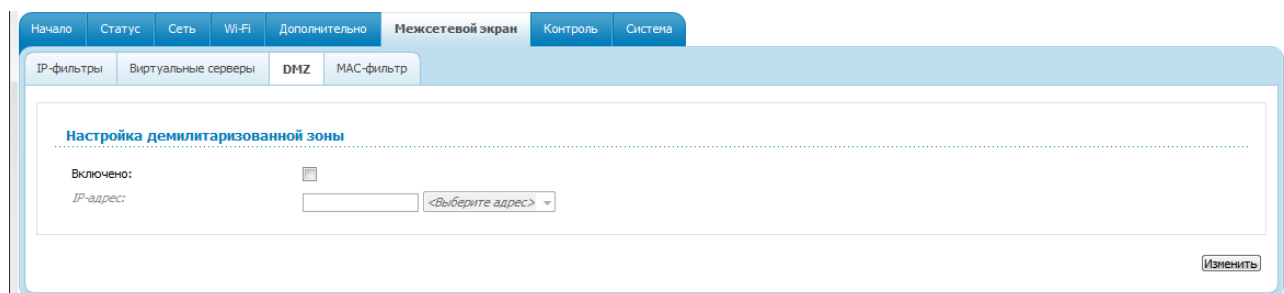 Начало Статус Сеть Wi-Fi Дополнительно Межсетевой экран Контроль Система
IP-фильтры Виртуальные серверы DMZ MAC-фильтр
Настройка демилитаризованной зоны
Включено:
IP-адрес: <Выберите адрес>
Изменить